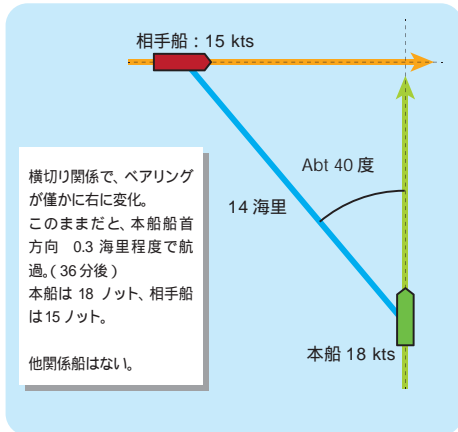 相手船：15 kts
Abt 40 度
14 海里
横切り関係で、ベアリング
が僅かに右に変化。
このままだと、本船船首
方向　0.3 海里程度で航
過。( 36 分後 )
本船は 18 ノット、相手船
は 15 ノット。
他関係船はない。
本船 18 kts